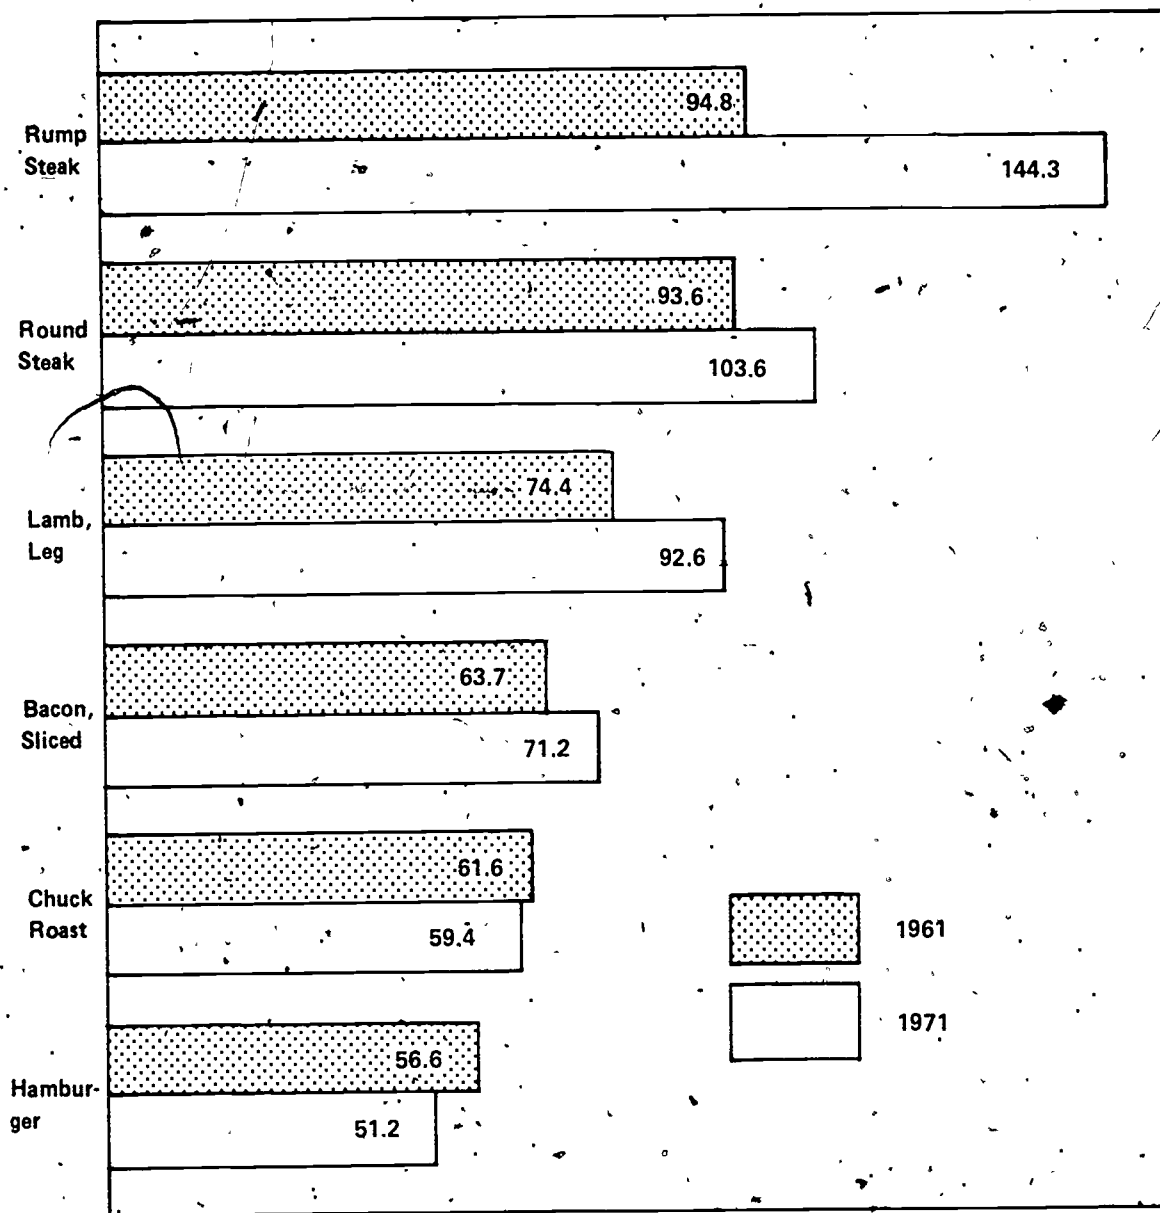 94.8
Rump
Steak
144.3
93.6
Round
Steak
103.6
74.4
Lamb,
Leg
92.6
63.7
Bacon,
Sliced
71.2
61.6
Chuck
Roast
59.4
1961
1971
56.6
Hambur-
ger
51.2